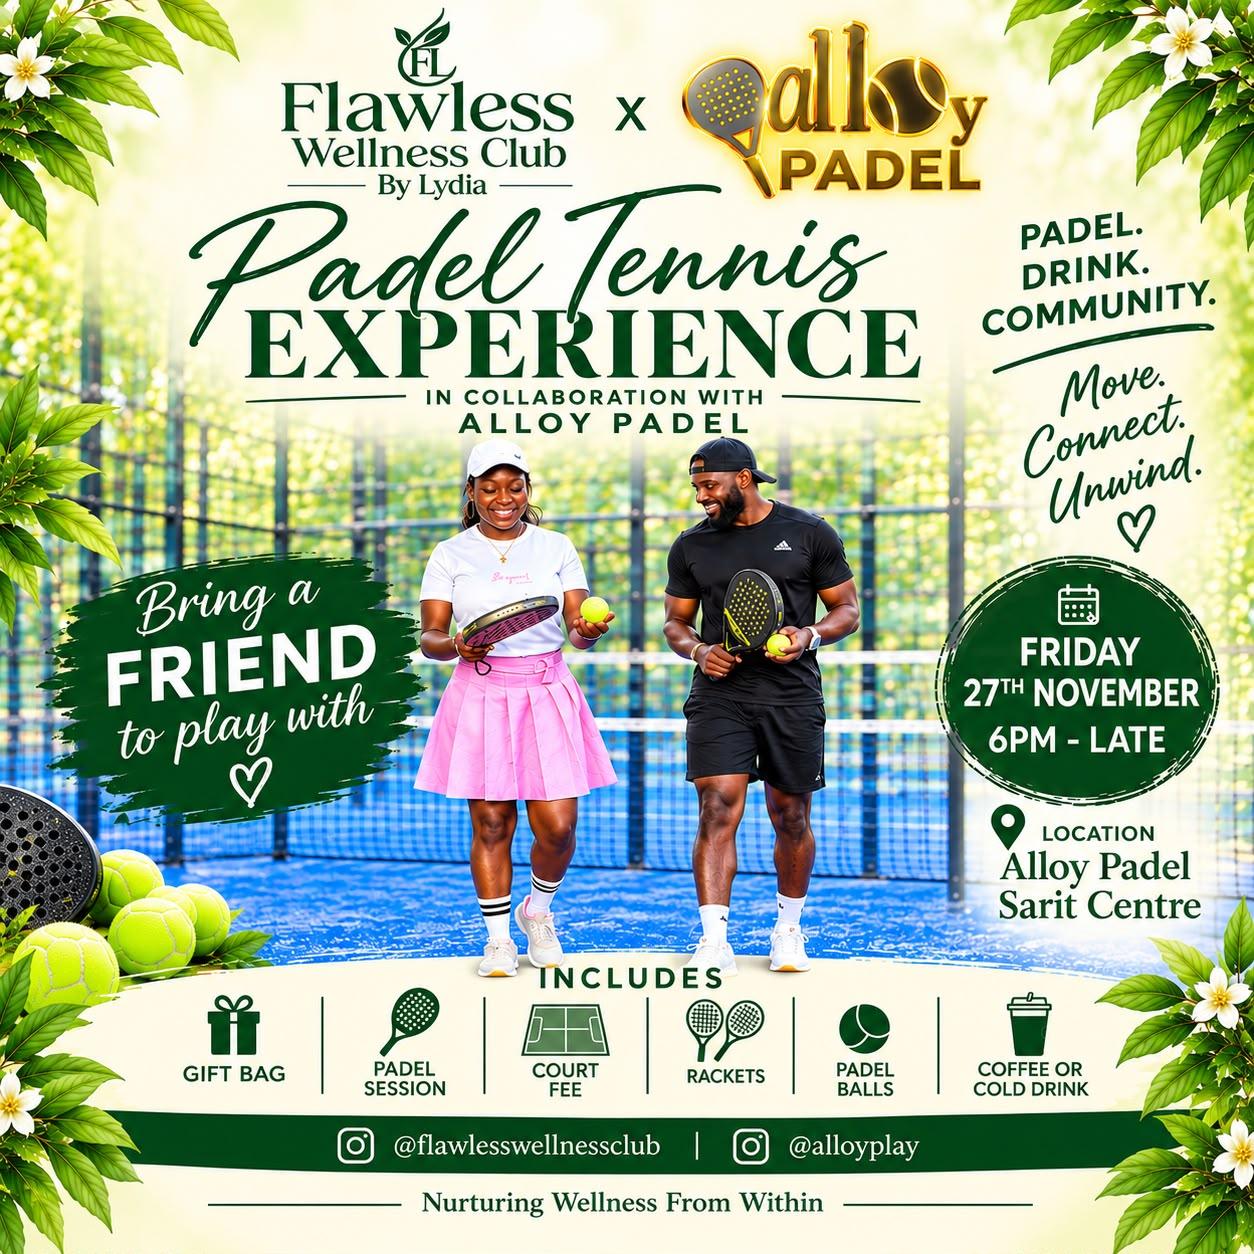 FL
Flawless
Wellness Club
By Lydia
X
alloy
PADEL
Padel Tennis
EXPERIENCE
IN COLLABORATION WITH
ALLOY PADEL
PADEL.
DRINK.
COMMUNITY.
Move.
Connect.
Unwind.
Bring a
FRIEND
to play with
FRIDAY
27TH NOVEMBER
6PM - LATE
LOCATION
Alloy Padel
Sarit Centre
INCLUDES
GIFT BAG
PADEL
SESSION
COURT
FEE
RACKETS
PADEL
BALLS
COFFEE OR
COLD DRINK
@flawlesswellnessclub | @alloyplay
Nurturing Wellness From Within